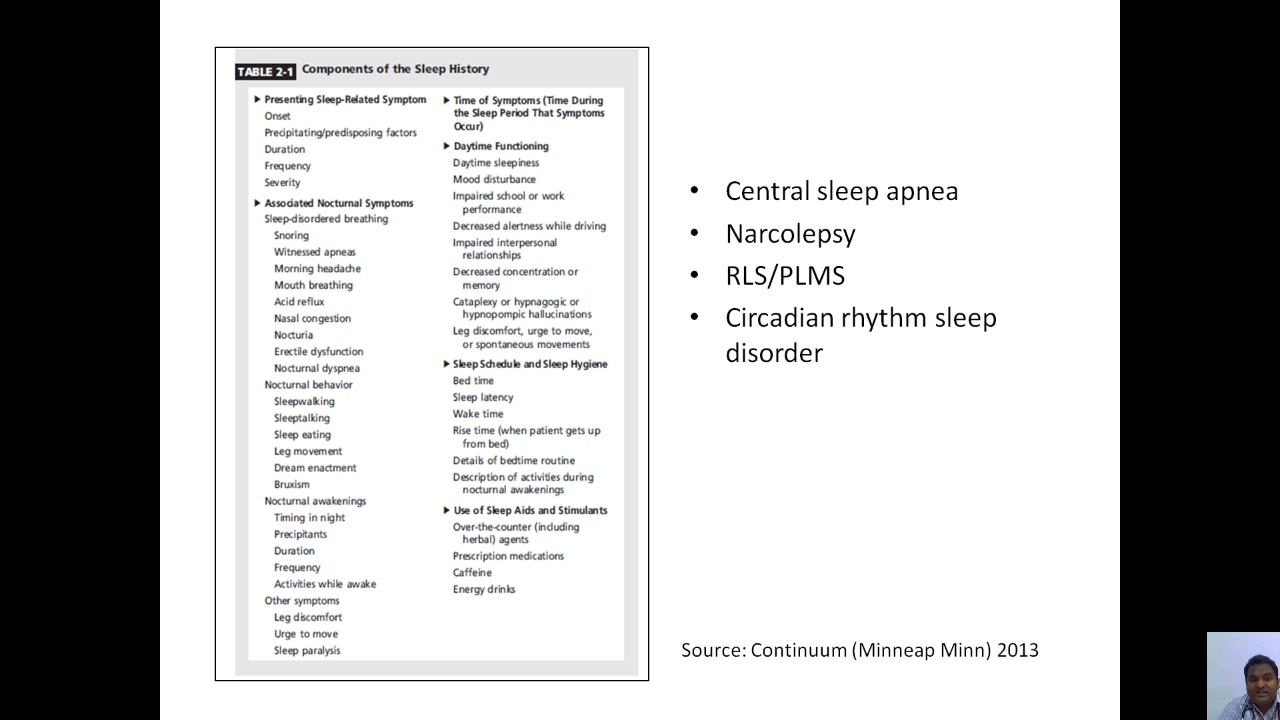 TABLE 2-1 Components of the Sleep History
▶ Presenting Sleep-Related Symptom
Onset
Precipitating/predisposing factors
Duration
Frequency
Severity
▶ Associated Nocturnal Symptoms
Sleep-disordered breathing
Snoring
Witnessed apneas
Morning headache
Mouth breathing
Acid reflux
Nasal congestion
Nocturia
Erectile dysfunction
Nocturnal dyspnea
Nocturnal behavior
Sleepwalking
Sleeptalking
Sleep eating
Leg movement
Dream enactment
Bruxism
Nocturnal awakenings
Timing in night
Precipitants
Duration
Frequency
Activities while awake
Other symptoms
Leg discomfort
Urge to move
Sleep paralysis
▶ Time of Symptoms (Time During
the Sleep Period That Symptoms
Occur)
▶ Daytime Functioning
Daytime sleepiness
Mood disturbance
Impaired school or work
performance
Decreased alertness while driving
Impaired interpersonal
relationships
Decreased concentration or
memory
Cataplexy or hypnagogic or
hypnopompic hallucinations
Leg discomfort, urge to move,
or spontaneous movements
▶ Sleep Schedule and Sleep Hygiene
Bed time
Sleep latency
Wake time
Rise time (when patient gets up
from bed)
Details of bedtime routine
Description of activities during
nocturnal awakenings
▶ Use of Sleep Aids and Stimulants
Over-the-counter (including
herbal) agents
Prescription medications
Caffeine
Energy drinks
• Central sleep apnea
• Narcolepsy
• RLS/PLMS
• Circadian rhythm sleep
disorder
Source: Continuum (Minneap Minn) 2013